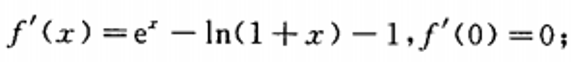 f′(x)=eˣ−ln(1+x)−1,f′(0)=0;